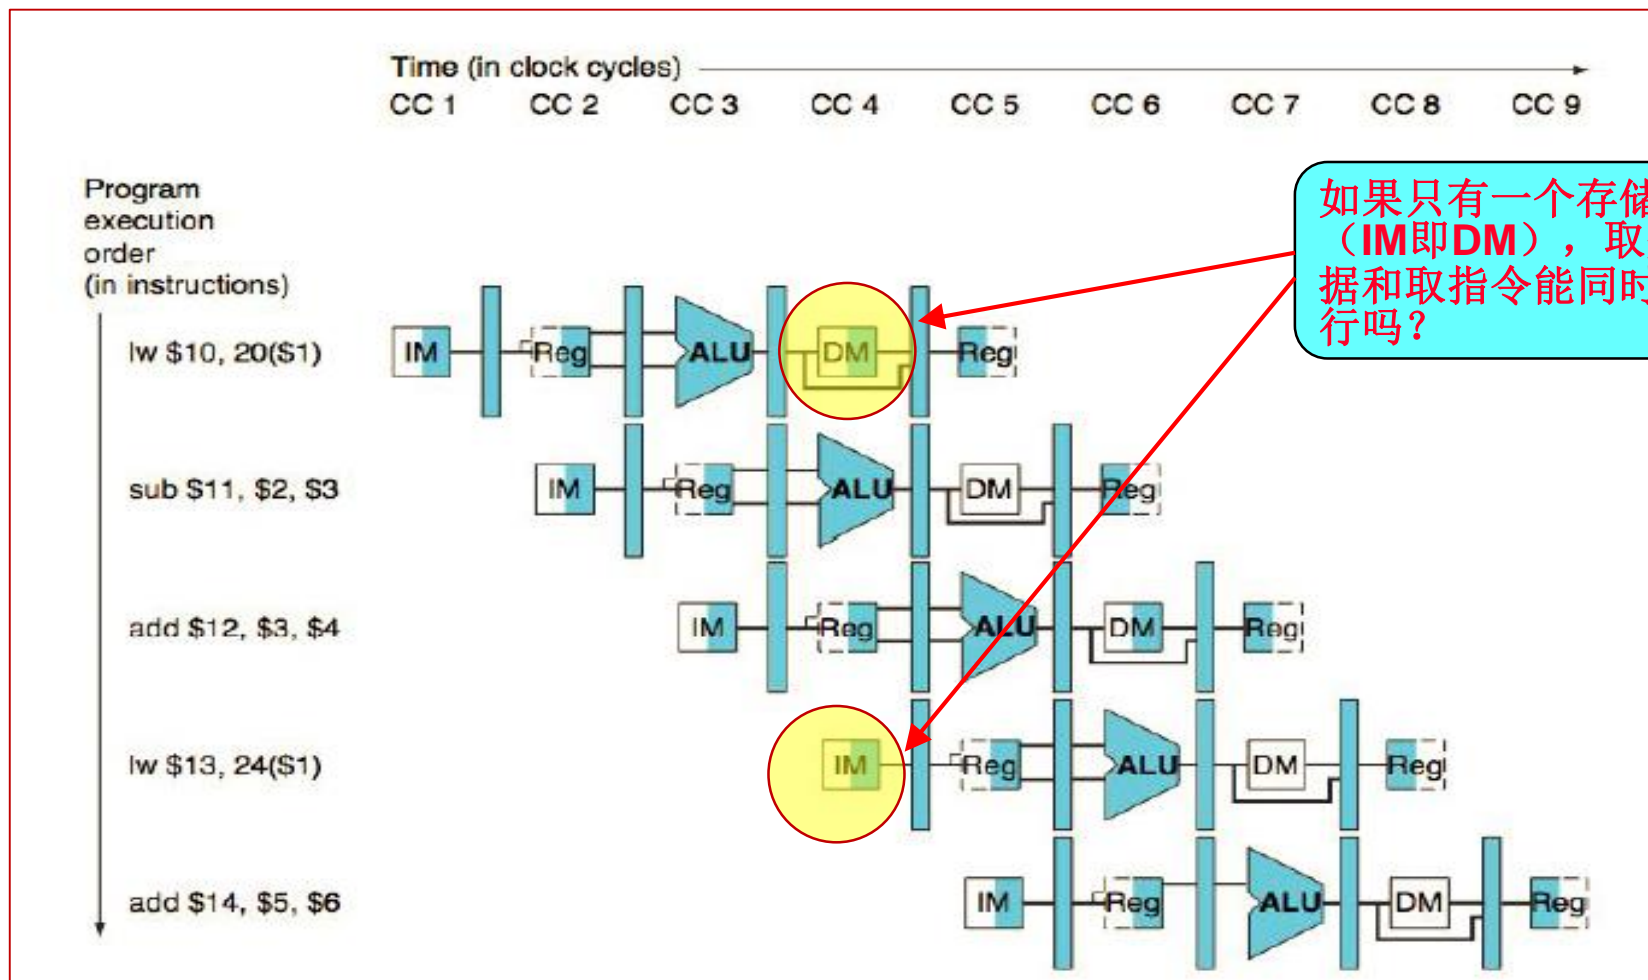 Time (in clock cycles)
CC 1 CC 2 CC 3 CC 4 CC 5 CC 6 CC 7 CC 8 CC 9
如果只有一个存储
（IM即DM），取
据和取指令能同时
行吗？
Program
execution
order
(in instructions)
lw $10, 20($1) IM Reg ALU DM Reg
sub $11, $2, $3 IM Reg ALU DM Reg
add $12, $3, $4 IM Reg ALU DM Reg
lw $13, 24($1) IM Reg ALU DM Reg
add $14, $5, $6 IM Reg ALU DM Reg